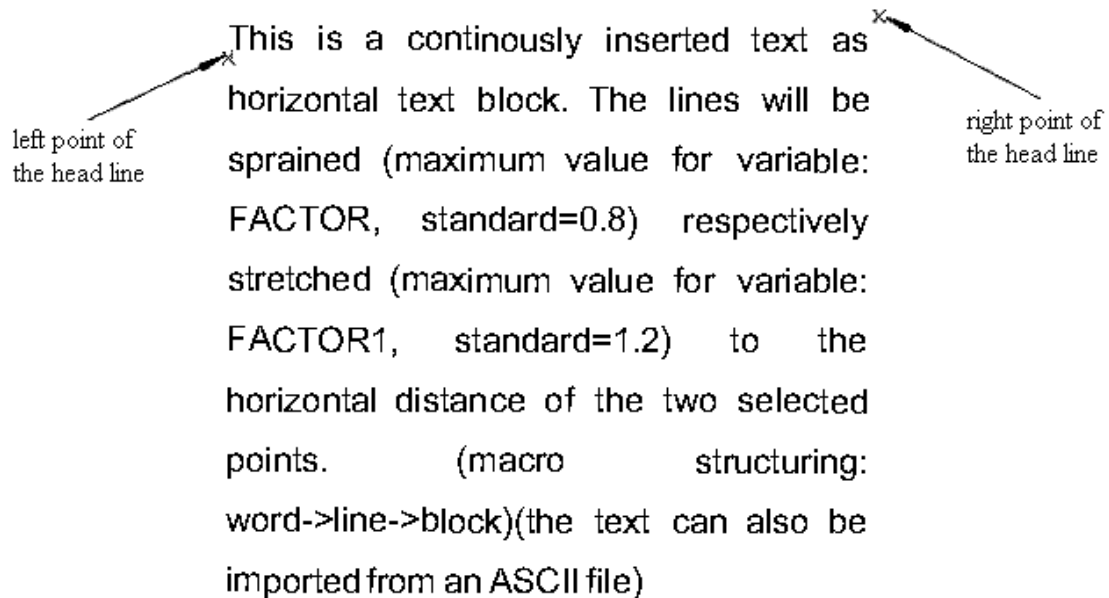 This is a continously inserted text as
horizontal text block. The lines will be
sprained (maximum value for variable:
FACTOR, standard=0.8) respectively
stretched (maximum value for variable:
FACTOR1, standard=1.2) to the
horizontal distance of the two selected
points. (macro structuring:
word->line->block)(the text can also be
imported from an ASCII file)
left point of
the head line
right point of
the head line